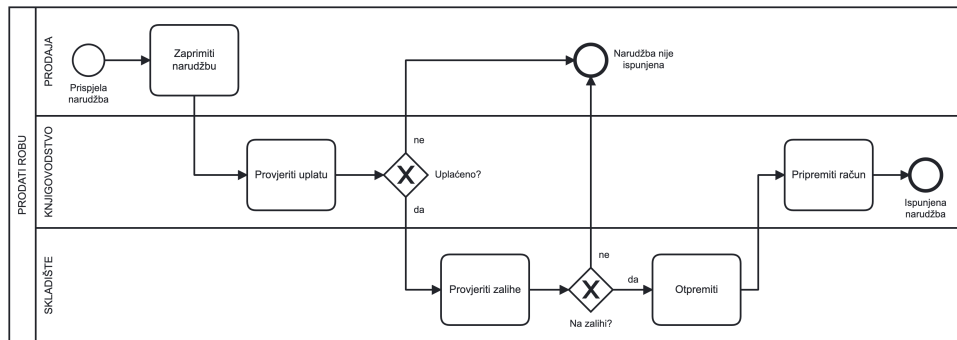 PRODATI ROBU
PRODAJA
Prispjela
narudžba
Zaprimiti
narudžbu
Narudžba nije
ispunjena
KNJIGOVODSTVO
Provjeriti uplatu
ne
Uplaćeno?
da
Pripremiti račun
Ispunjena
narudžba
SKLADIŠTE
Provjeriti zalihe
ne
da
Na zalihi?
Otpremiti